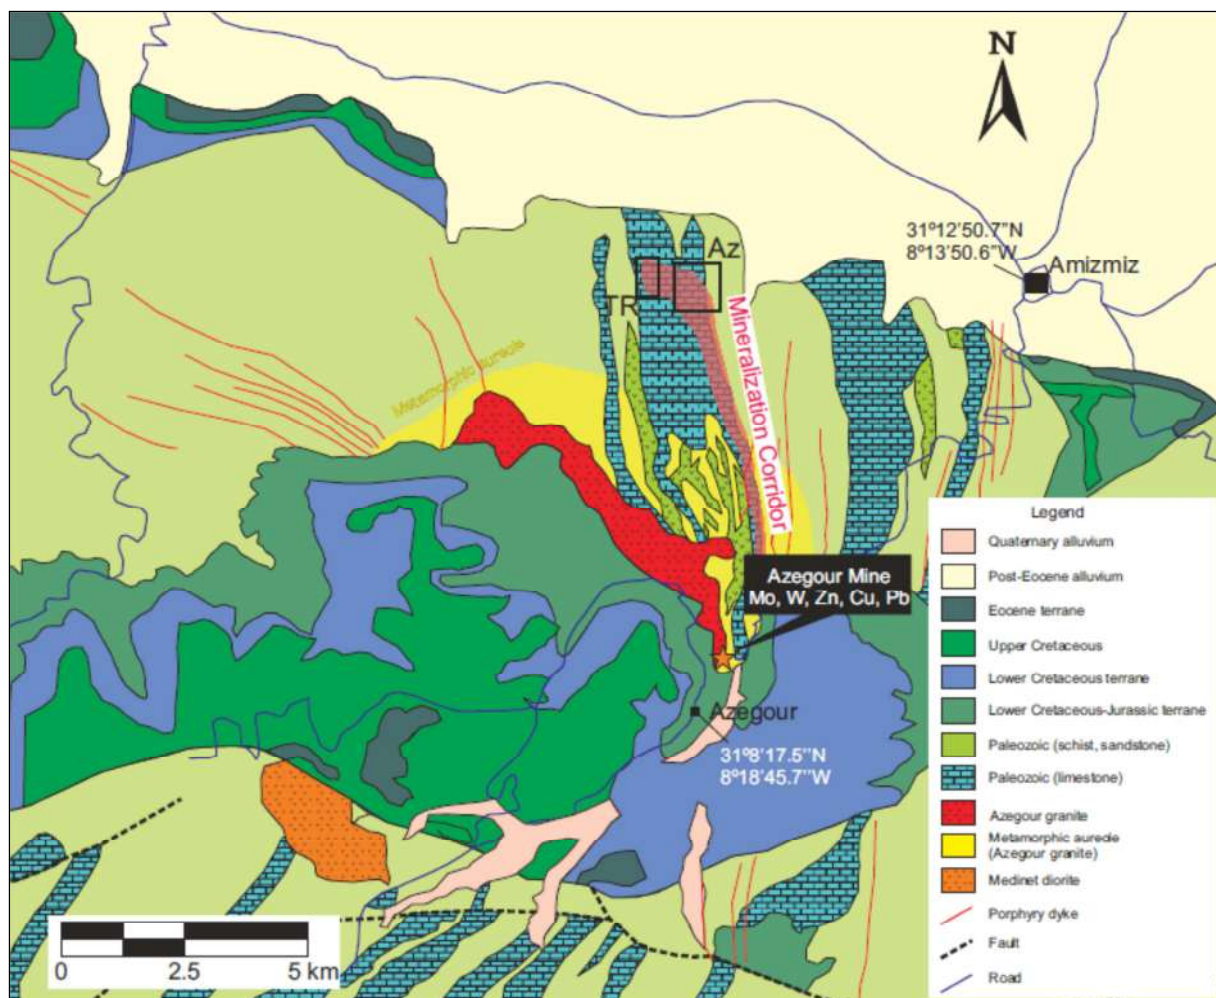 N
31º12'50.7"N
8º13'50.6"W
Amizmiz
Az
TR
Mineralization Corridor
Metamorphic aureole
Azegour Mine
Mo, W, Zn, Cu, Pb
Azegour
31º8'17.5"N
8º18'45.7"W
Legend
Quaternary alluvium
Post-Eocene alluvium
Eocene terrane
Upper Cretaceous
Lower Cretaceous terrane
Lower Cretaceous-Jurassic terrane
Paleozoic (schist, sandstone)
Paleozoic (limestone)
Azegour granite
Metamorphic aureole
(Azegour granite)
Medinet diorite
Porphyry dyke
Fault
Road
0 2.5 5 km